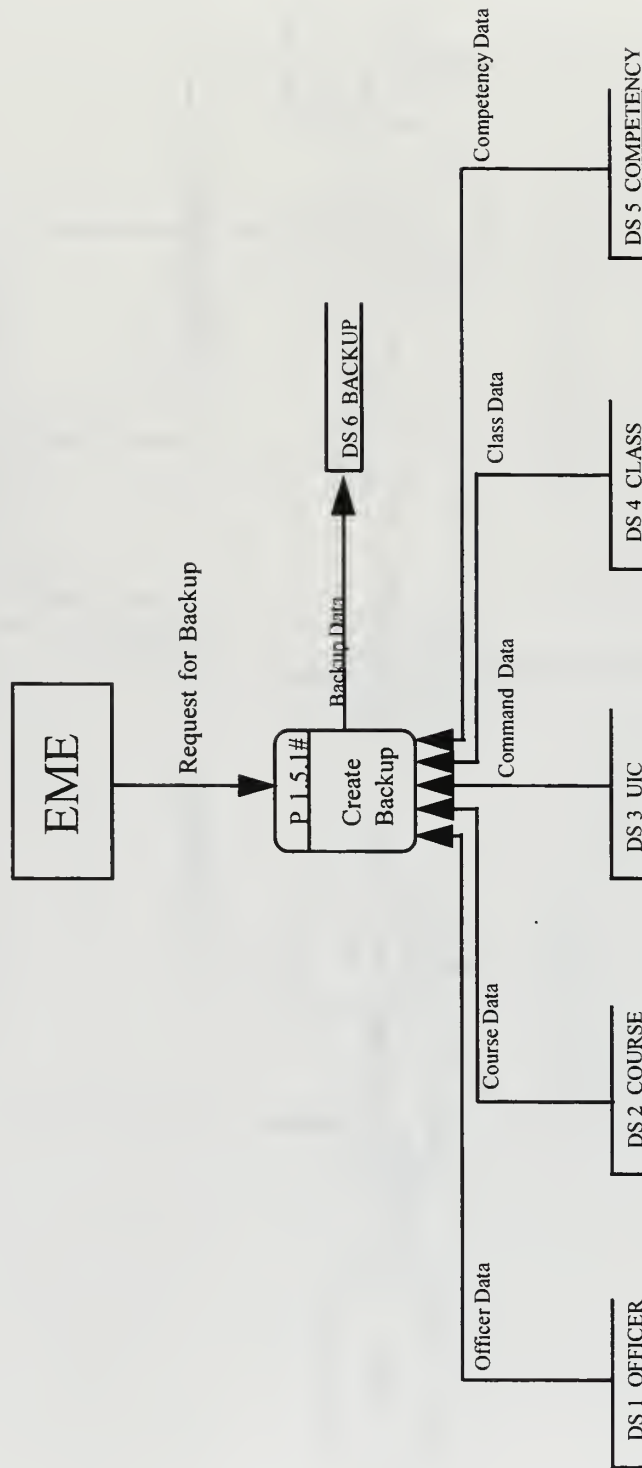 EME
Request for Backup
P 1.5.1#
Create
Backup
Backup Data
DS 6 BACKUP
Officer Data
Course Data
Command Data
Class Data
Competency Data
DS 1 OFFICER
DS 2 COURSE
DS 3 UIC
DS 4 CLASS
DS 5 COMPETENCY